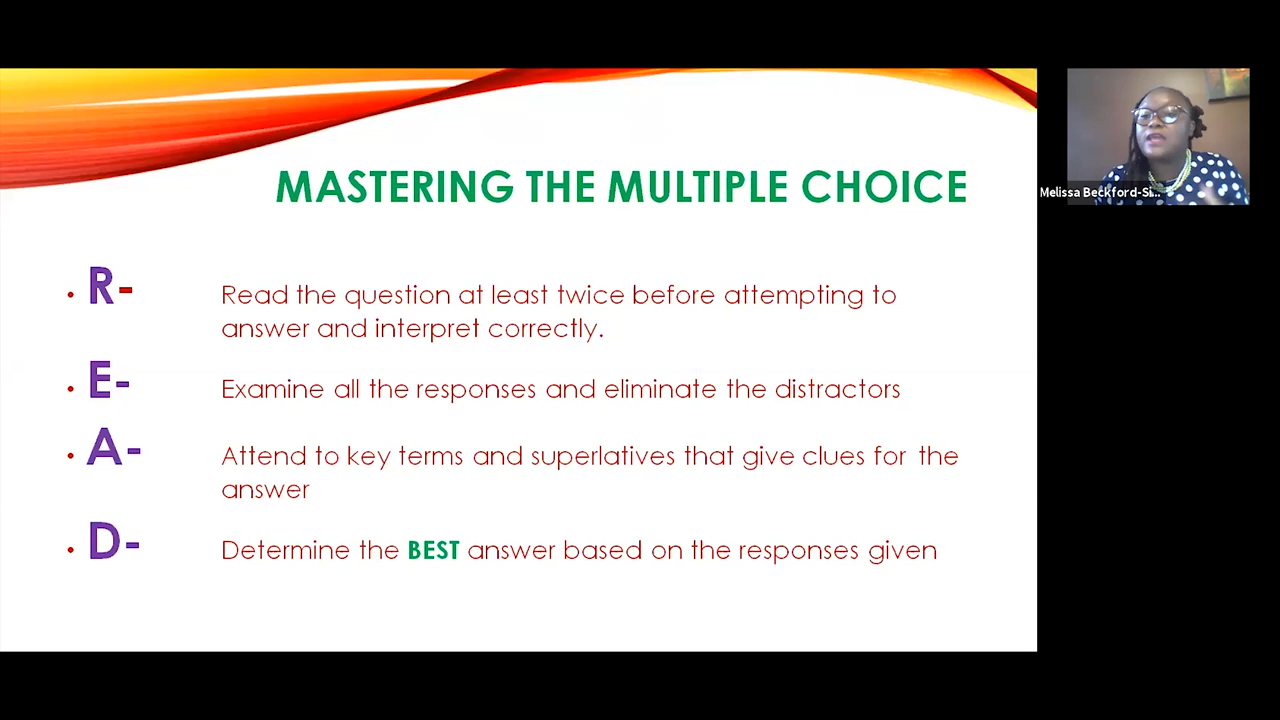 MASTERING THE MULTIPLE CHOICE
• R- Read the question at least twice before attempting to
answer and interpret correctly.
• E- Examine all the responses and eliminate the distractors
• A- Attend to key terms and superlatives that give clues for the
answer
• D- Determine the BEST answer based on the responses given
Melissa Beckford-Si...